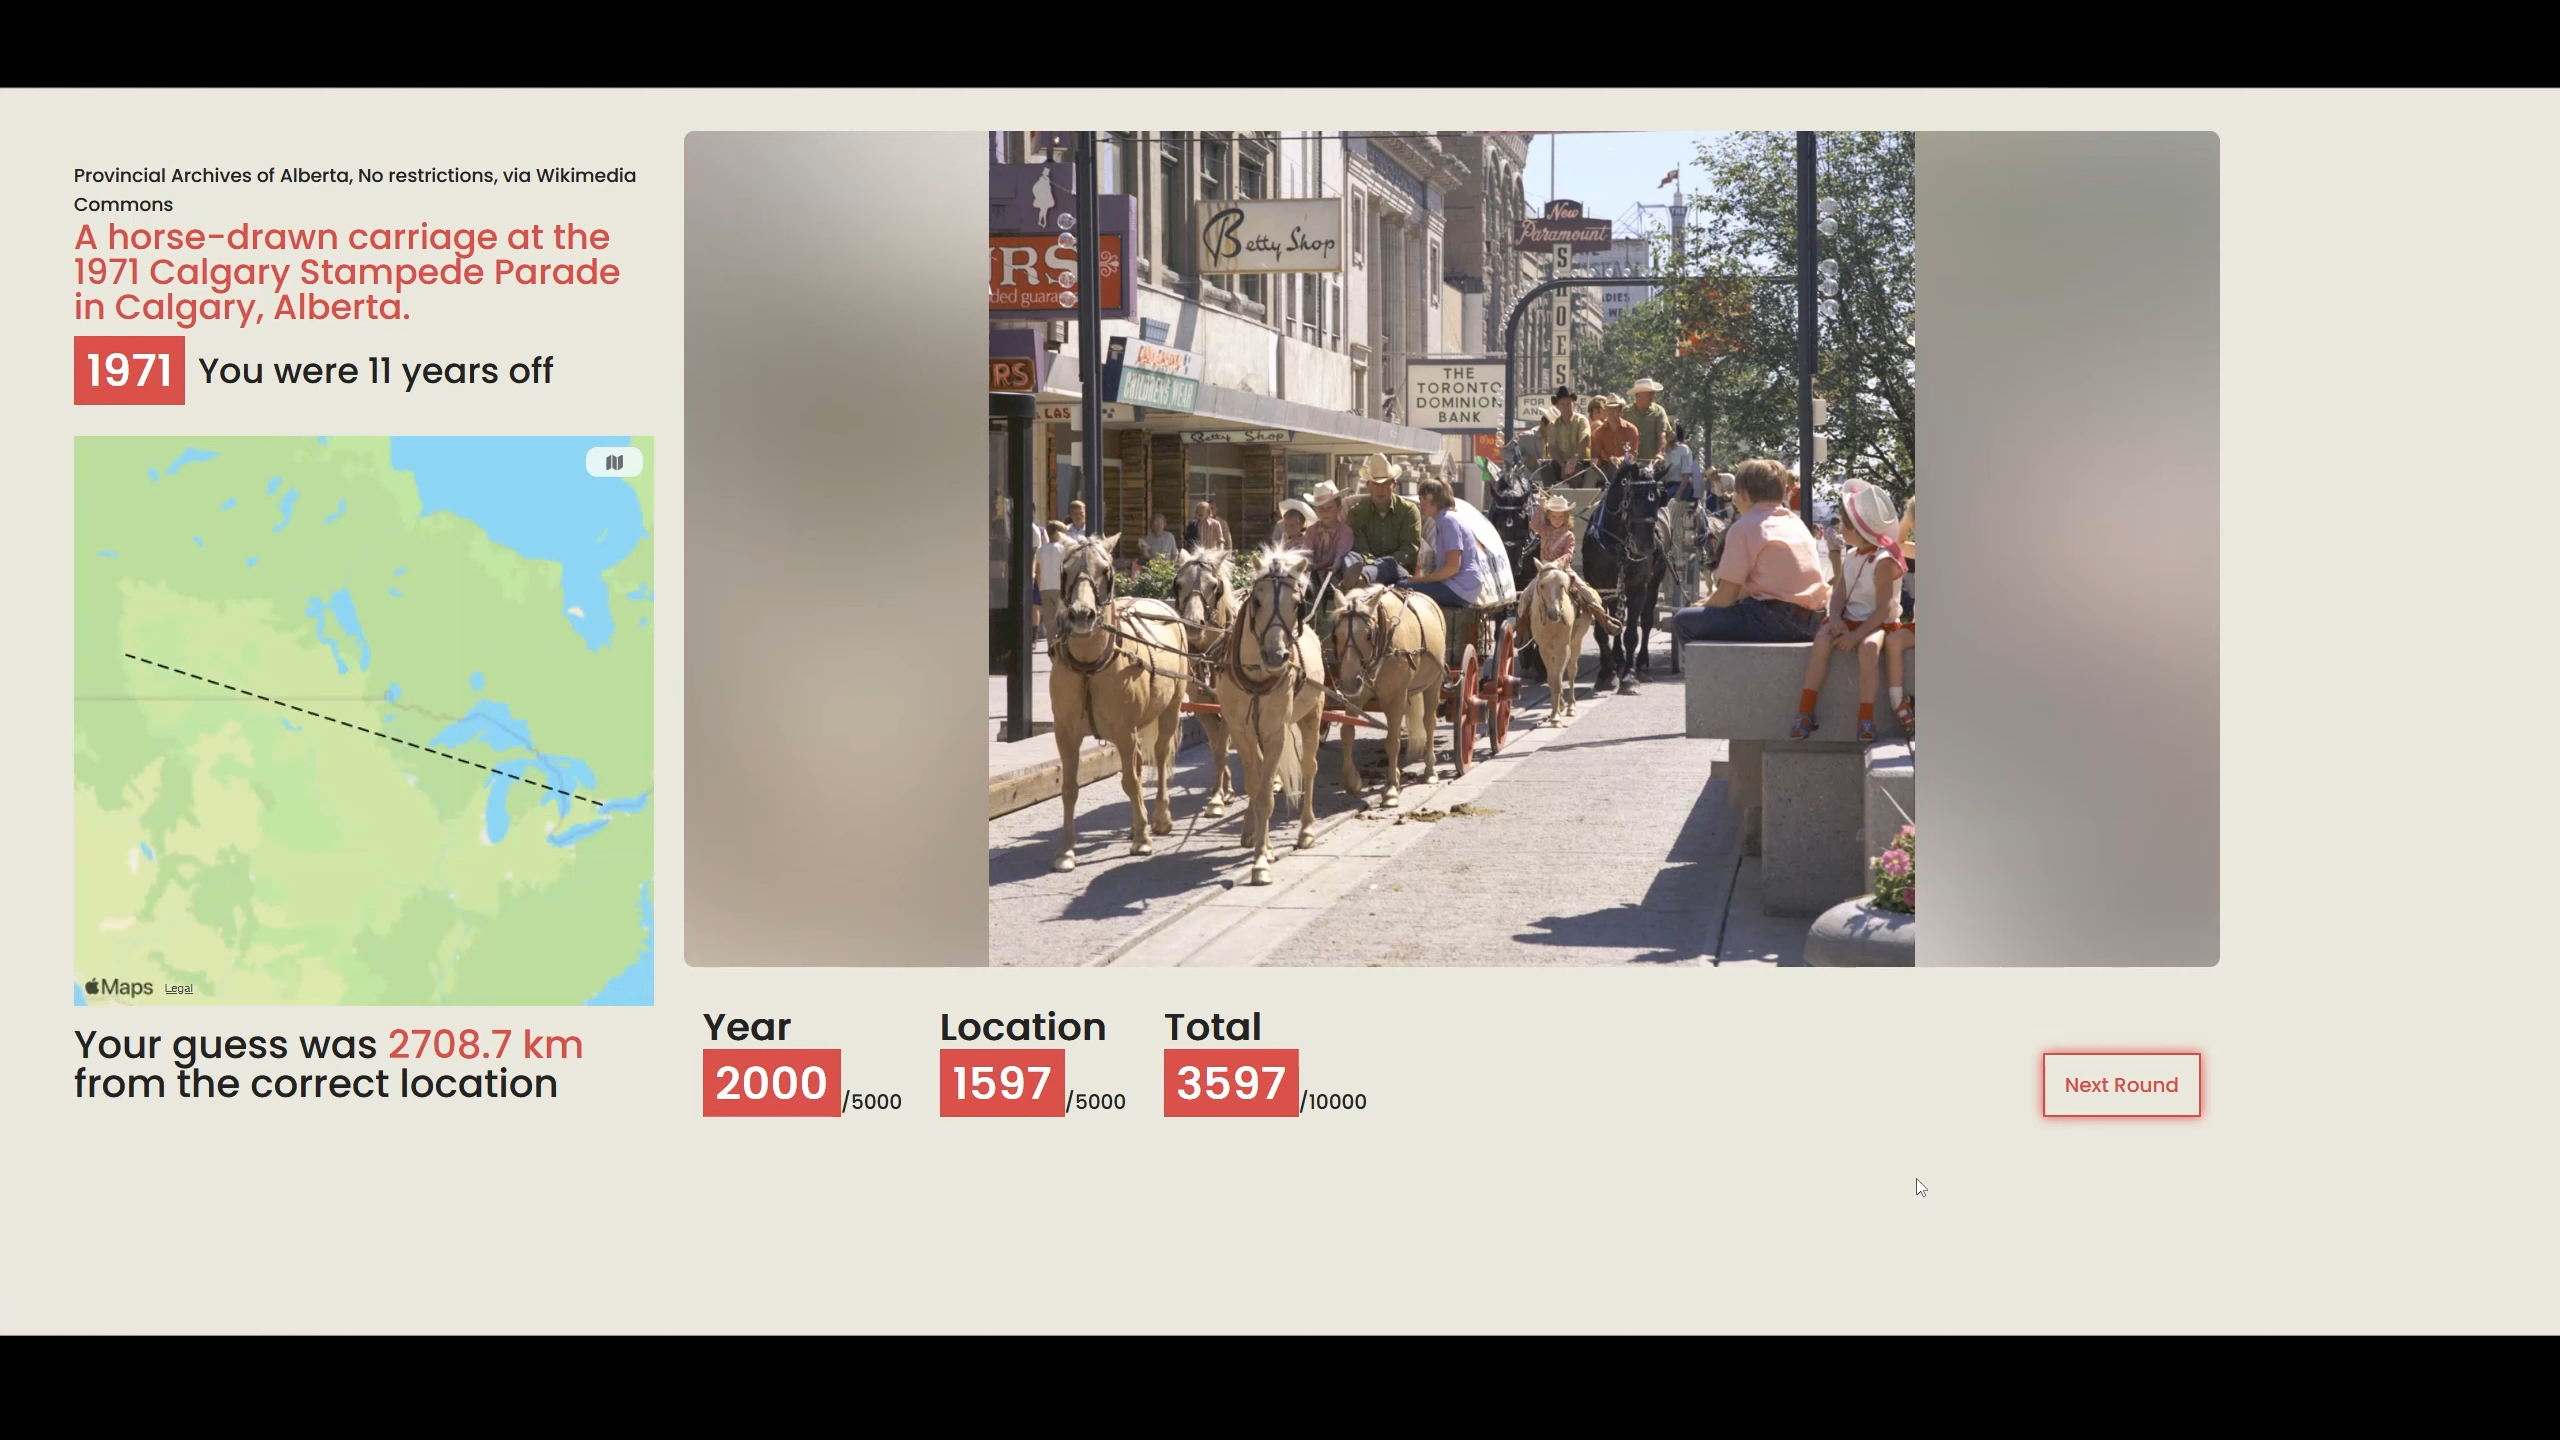 Provincial Archives of Alberta, No restrictions, via Wikimedia
Commons
A horse-drawn carriage at the
1971 Calgary Stampede Parade
in Calgary, Alberta.
1971 You were 11 years off
Maps Legal
Your guess was 2708.7 km
from the correct location
Betty Shop
New
Paramount
SHOES
CHILDREN'S WEAR
THE
TORONTO
DOMINION
BANK
FOR
Betty Shop
Year
2000/5000
Location
1597/5000
Total
3597/10000
Next Round